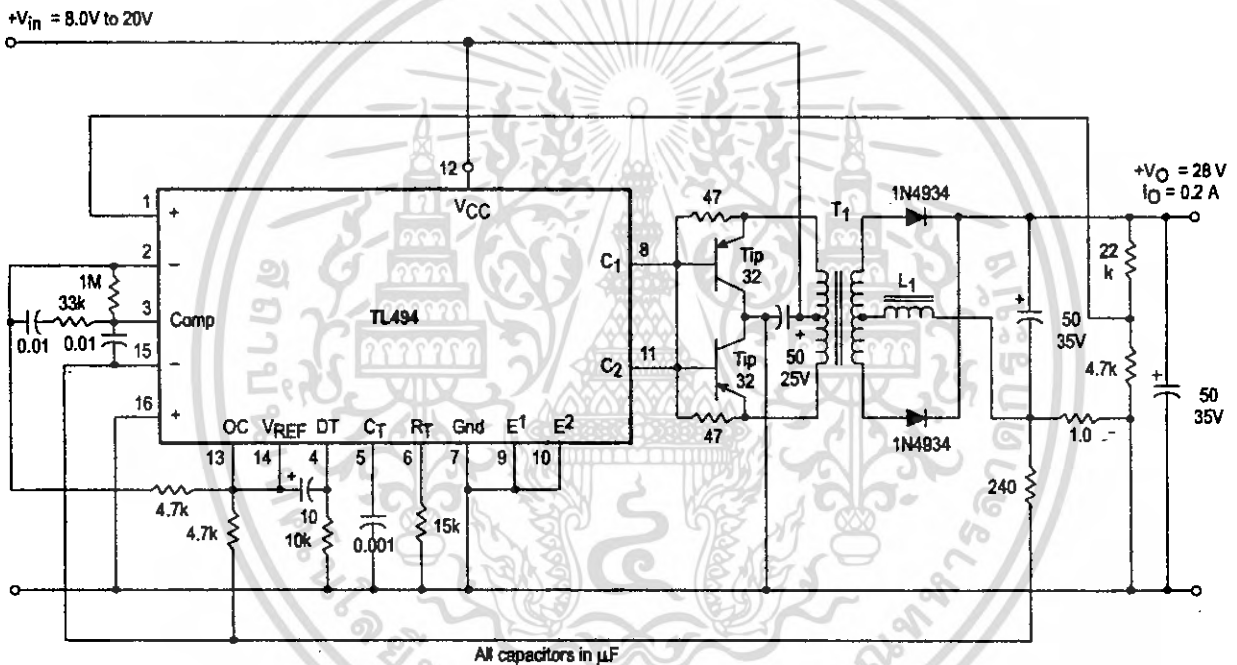 +Vin = 8.0V to 20V
12
VCC
1
+
2
−
1M
33k
3
Comp
0.01
0.01
15
−
16
+
TL494
C1
8
C2
11
47
Tip
32
Tip
32
47
50
25V
T1
L1
1N4934
1N4934
+VO = 28 V
IO = 0.2 A
22
k
50
35V
4.7k
50
35V
1.0
240
OC
VREF
DT
CT
RT
Gnd
E1
E2
13
14
4
5
6
7
9
10
+
4.7k
4.7k
10
10k
0.001
15k
All capacitors in µF